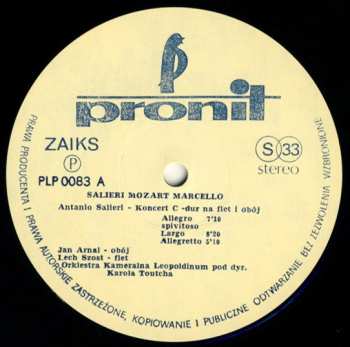 pronit
ZAIKS
P
PLP 0083 A
S 33
stereo
SALIERI MOZART MARCELLO
Antanio Salieri - Koncert C -dur na flet i obój
Allegro 7'10
spivitoso
Largo 8'20
Allegretto 5'10
Jan Arnal - obój
Lech Szost - flet
Orkiestra Kameralna Leopoldinum pod dyr.
Karola Toutcha
PRAWA PRODUCENTA I PRAWA AUTORSKIE ZASTRZEŻONE, KOPIOWANIE I PUBLICZNE ODTWARZANIE BEZ ZEZWOLENIA WZBRONIONE